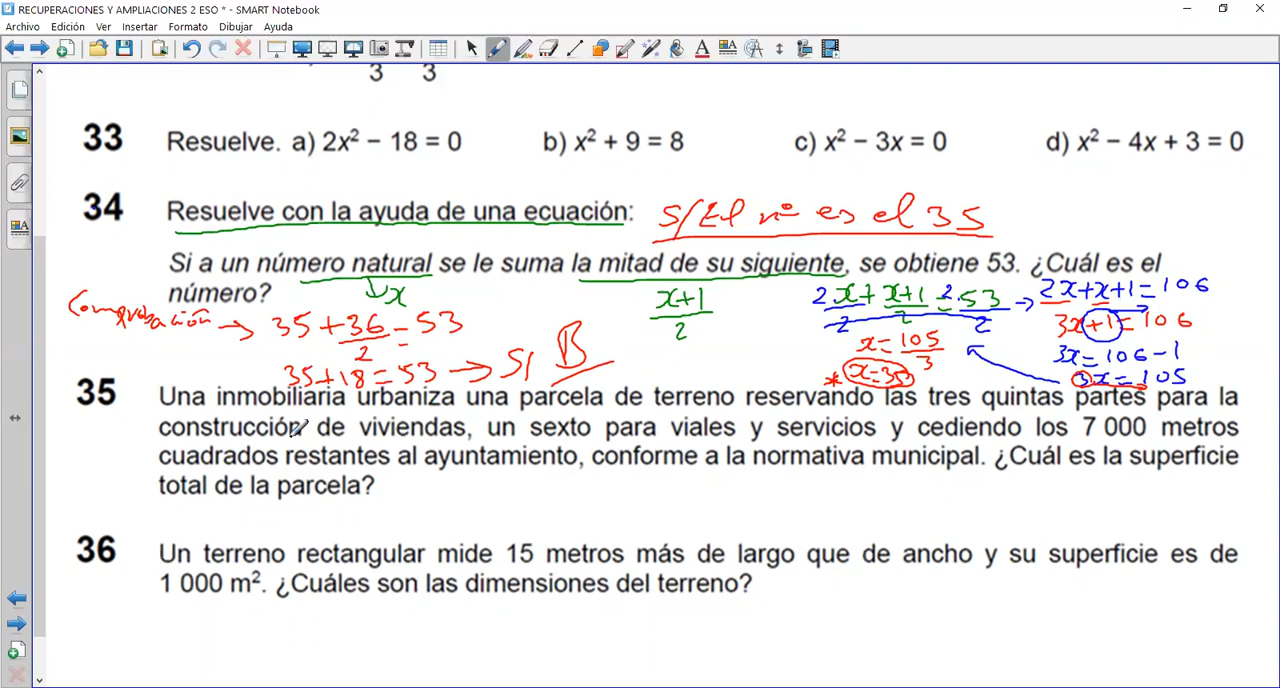 RECUPERACIONES Y AMPLIACIONES 2 ESO * - SMART Notebook
Archivo Edición Ver Insertar Formato Dibujar Ayuda
3 3
33 Resuelve. a) 2x² − 18 = 0 b) x² + 9 = 8 c) x² − 3x = 0 d) x² − 4x + 3 = 0
34 Resuelve con la ayuda de una ecuación: S/El nº es el 35
Si a un número natural se le suma la mitad de su siguiente, se obtiene 53. ¿Cuál es el
número?
x
x+1
2
2x + x+1 = 2·53
2 2 2
→ 2x+x+1=106
3x+1=106
3x=106-1
3x=105
x=105
3
* x=35
Comprobación → 35+36=53
2
35+18=53 → Sí B
35 Una inmobiliaria urbaniza una parcela de terreno reservando las tres quintas partes para la
construcción de viviendas, un sexto para viales y servicios y cediendo los 7 000 metros
cuadrados restantes al ayuntamiento, conforme a la normativa municipal. ¿Cuál es la superficie
total de la parcela?
36 Un terreno rectangular mide 15 metros más de largo que de ancho y su superficie es de
1 000 m². ¿Cuáles son las dimensiones del terreno?